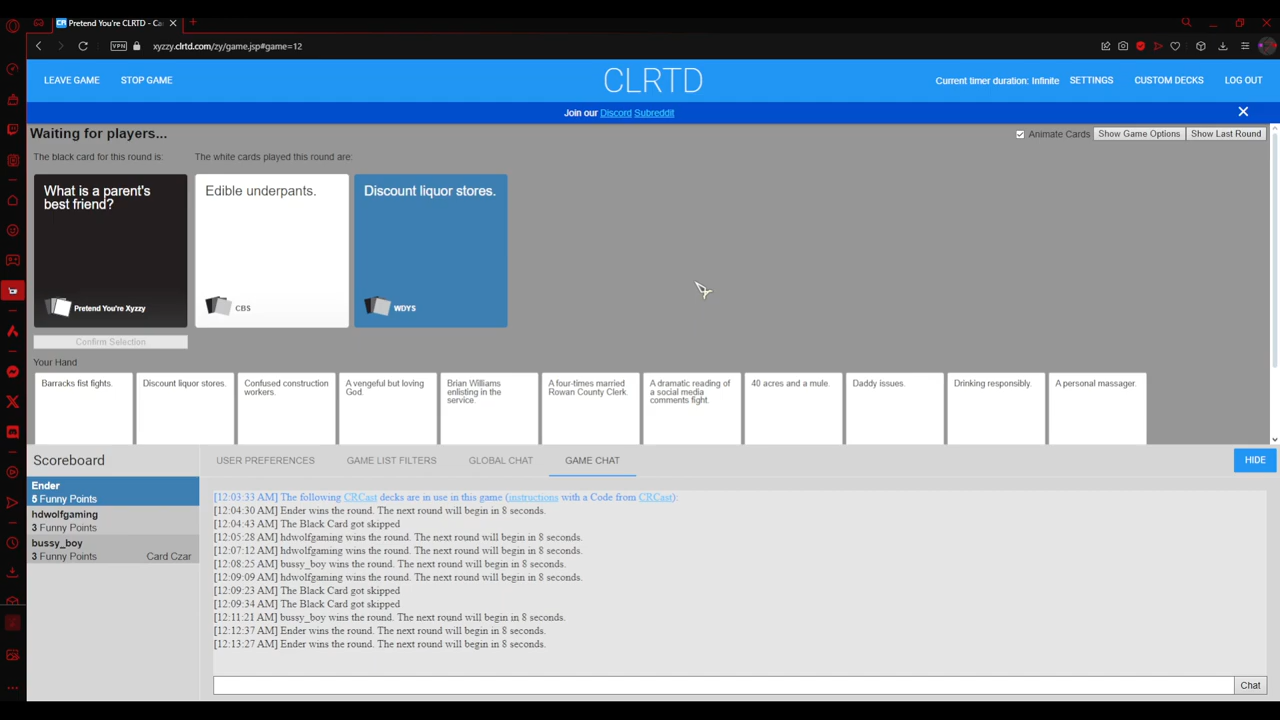 Pretend You're CLRTD - Ca
VPN
xyzzy.clrtd.com/zy/game.jsp#game=12
LEAVE GAME
STOP GAME
CLRTD
Current timer duration: Infinite
SETTINGS
CUSTOM DECKS
LOG OUT
Join our Discord Subreddit
Waiting for players...
Animate Cards
Show Game Options
Show Last Round
The black card for this round is:
The white cards played this round are:
What is a parent's
best friend?
Pretend You're Xyzzy
Edible underpants.
CBS
Discount liquor stores.
WDYS
Confirm Selection
Your Hand
Barracks fist fights.
Discount liquor stores.
Confused construction
workers.
A vengeful but loving
God.
Brian Williams
enlisting in the
service.
A four-times married
Rowan County Clerk.
A dramatic reading of
a social media
comments fight.
40 acres and a mule.
Daddy issues.
Drinking responsibly.
A personal massager.
Scoreboard
USER PREFERENCES
GAME LIST FILTERS
GLOBAL CHAT
GAME CHAT
HIDE
Ender
5 Funny Points
hdwolfgaming
3 Funny Points
bussy_boy
3 Funny Points
Card Czar
[12:03:33 AM] The following CRCast decks are in use in this game (instructions with a Code from CRCast):
[12:04:30 AM] Ender wins the round. The next round will begin in 8 seconds.
[12:04:43 AM] The Black Card got skipped
[12:05:28 AM] hdwolfgaming wins the round. The next round will begin in 8 seconds.
[12:07:12 AM] hdwolfgaming wins the round. The next round will begin in 8 seconds.
[12:08:25 AM] bussy_boy wins the round. The next round will begin in 8 seconds.
[12:09:09 AM] hdwolfgaming wins the round. The next round will begin in 8 seconds.
[12:09:23 AM] The Black Card got skipped
[12:09:34 AM] The Black Card got skipped
[12:11:21 AM] bussy_boy wins the round. The next round will begin in 8 seconds.
[12:12:37 AM] Ender wins the round. The next round will begin in 8 seconds.
[12:13:27 AM] Ender wins the round. The next round will begin in 8 seconds.
Chat